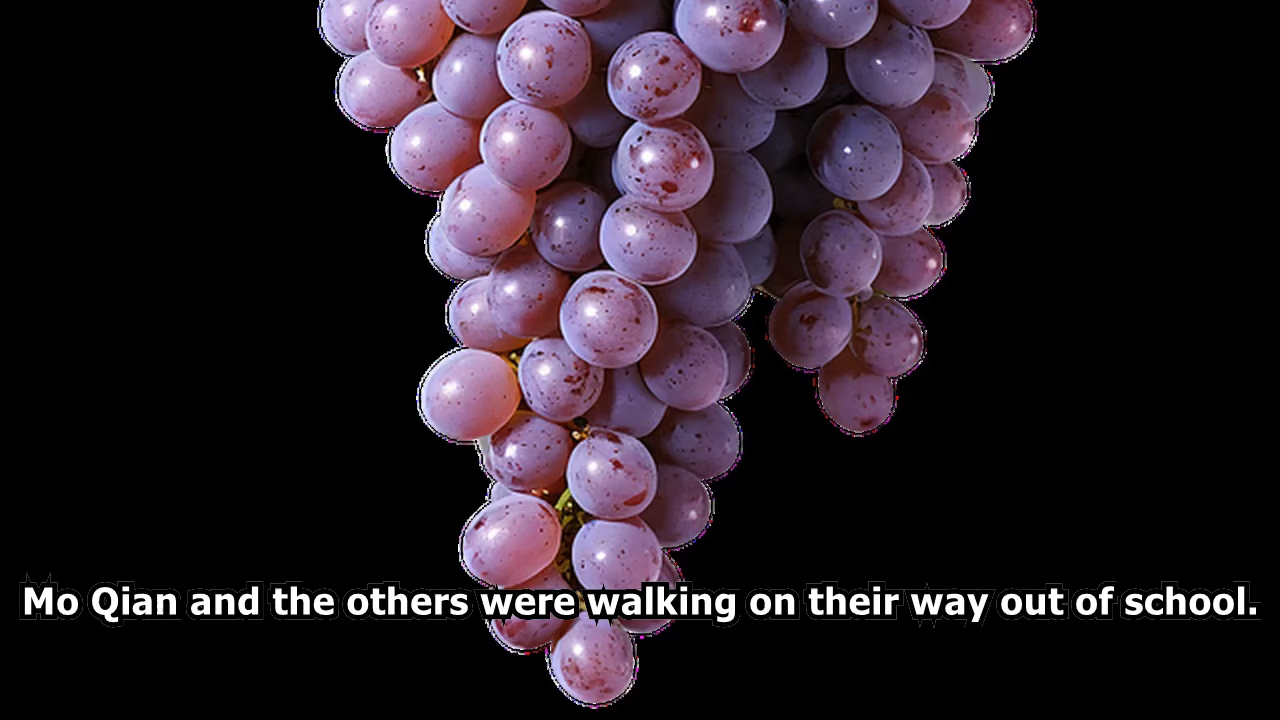 Mo Qian and the others were walking on their way out of school.